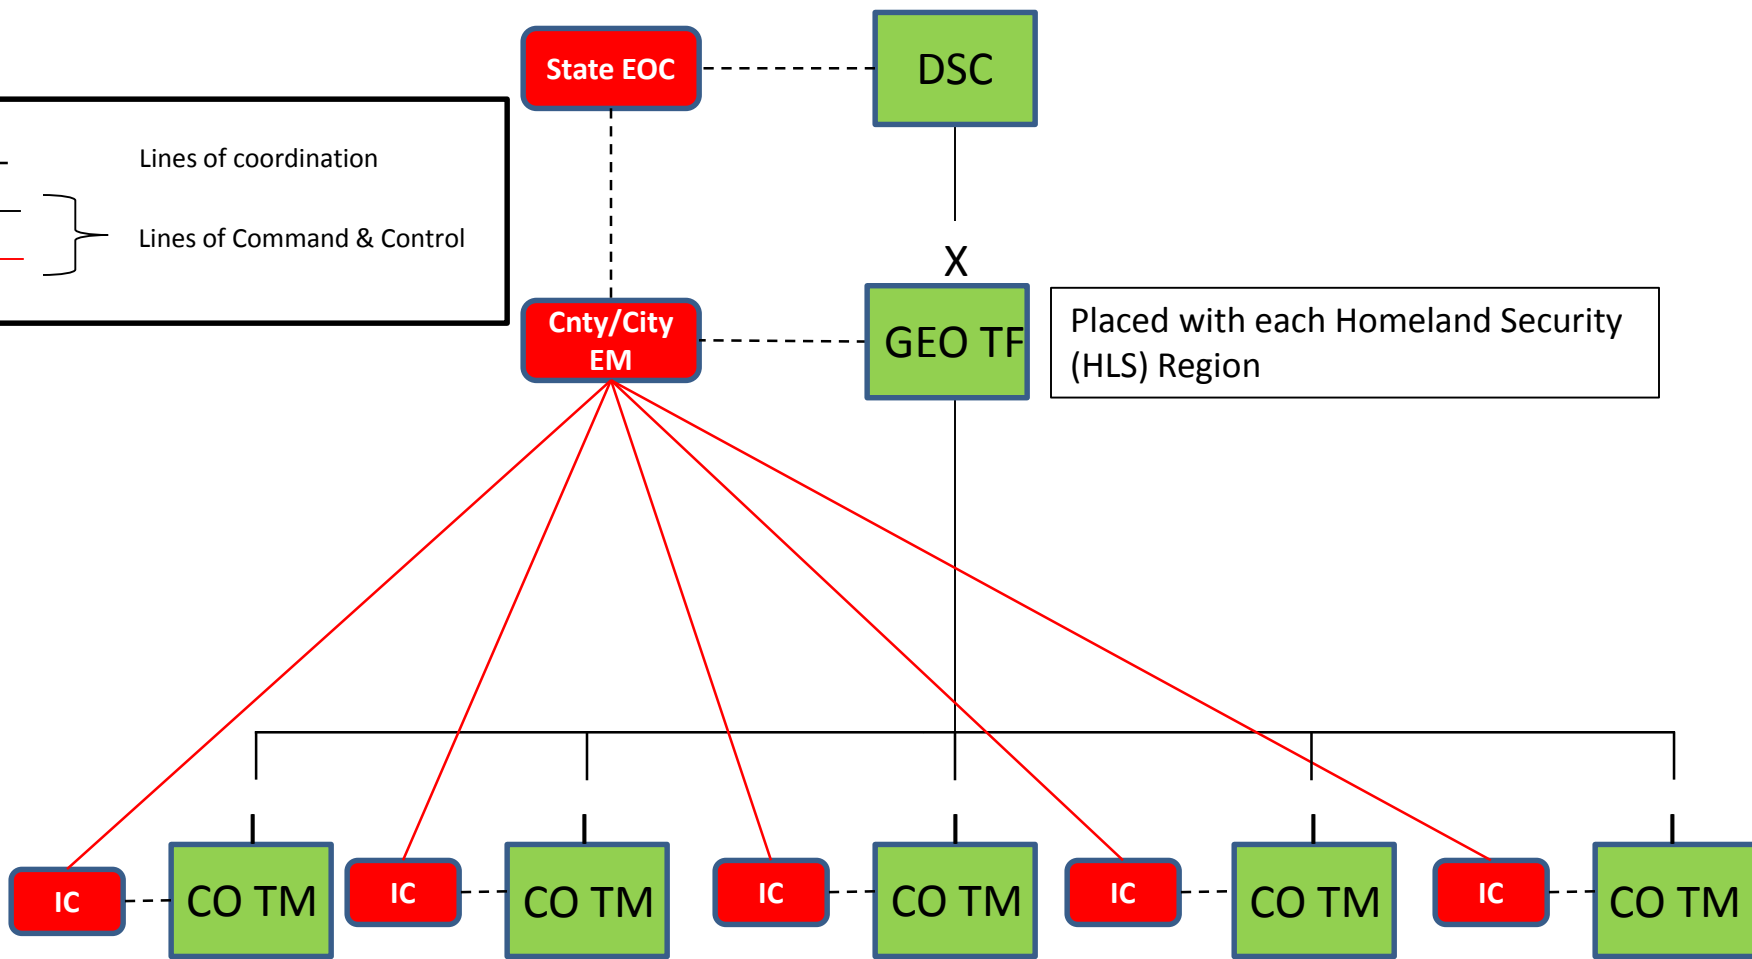 State EOC
DSC
Lines of coordination
Lines of Command & Control
X
Cnty/City
EM
GEO TF
Placed with each Homeland Security
(HLS) Region
IC
CO TM
IC
CO TM
IC
CO TM
IC
CO TM
IC
CO TM